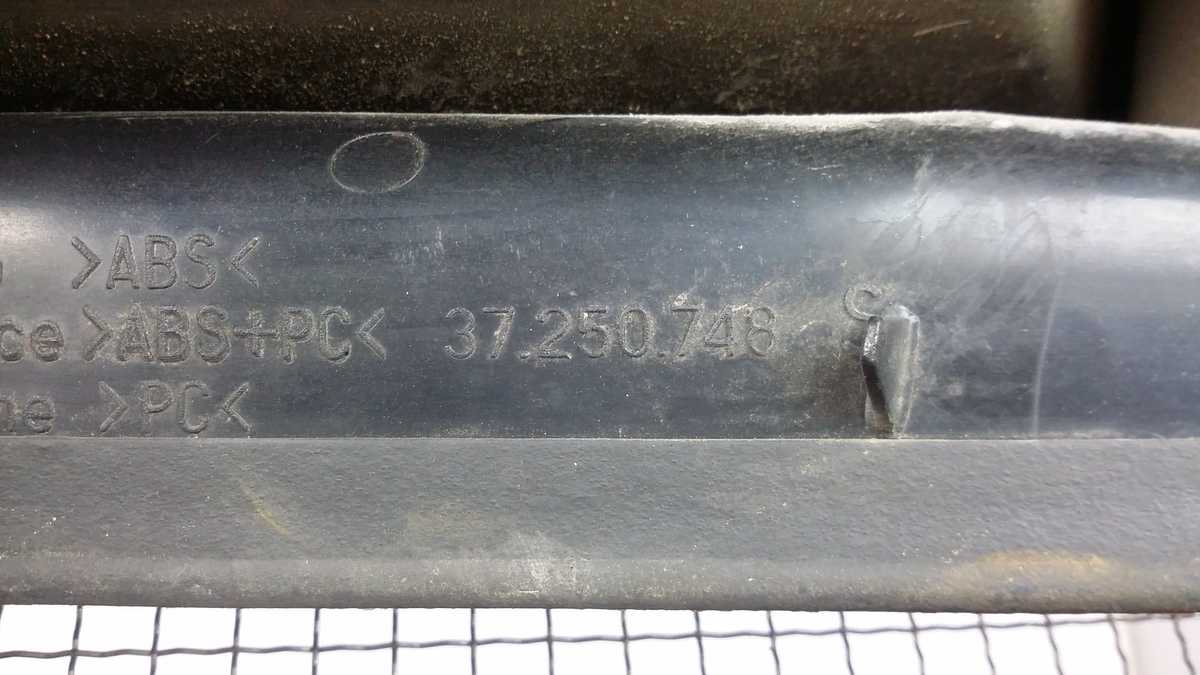 >ABS<
ce >ABS+PC< 37.250.748 C
ne >PC<